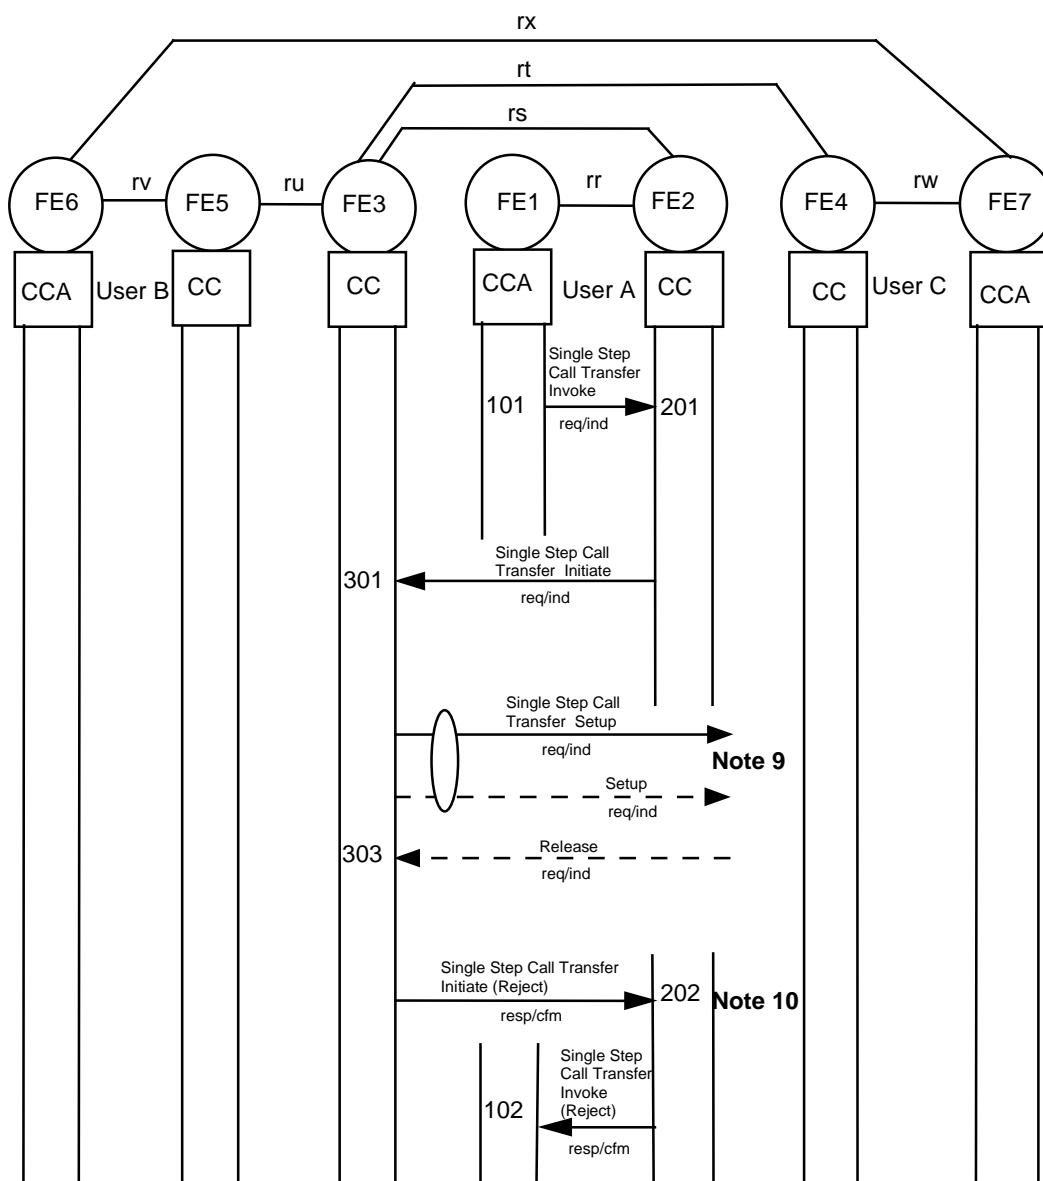 rx
rt
rs
rv
ru
rr
rw
FE6
FE5
FE3
FE1
FE2
FE4
FE7
CCA
User B
CC
CC
CCA
User A
CC
CC
User C
CCA
Single Step
Call Transfer
Invoke
101
201
req/ind
Single Step Call
Transfer Initiate
301
req/ind
Single Step Call
Transfer Setup
req/ind
Note 9
Setup
req/ind
303
Release
req/ind
Single Step Call Transfer
Initiate (Reject)
202
Note 10
resp/cfm
Single Step
Call Transfer
Invoke
(Reject)
102
resp/cfm